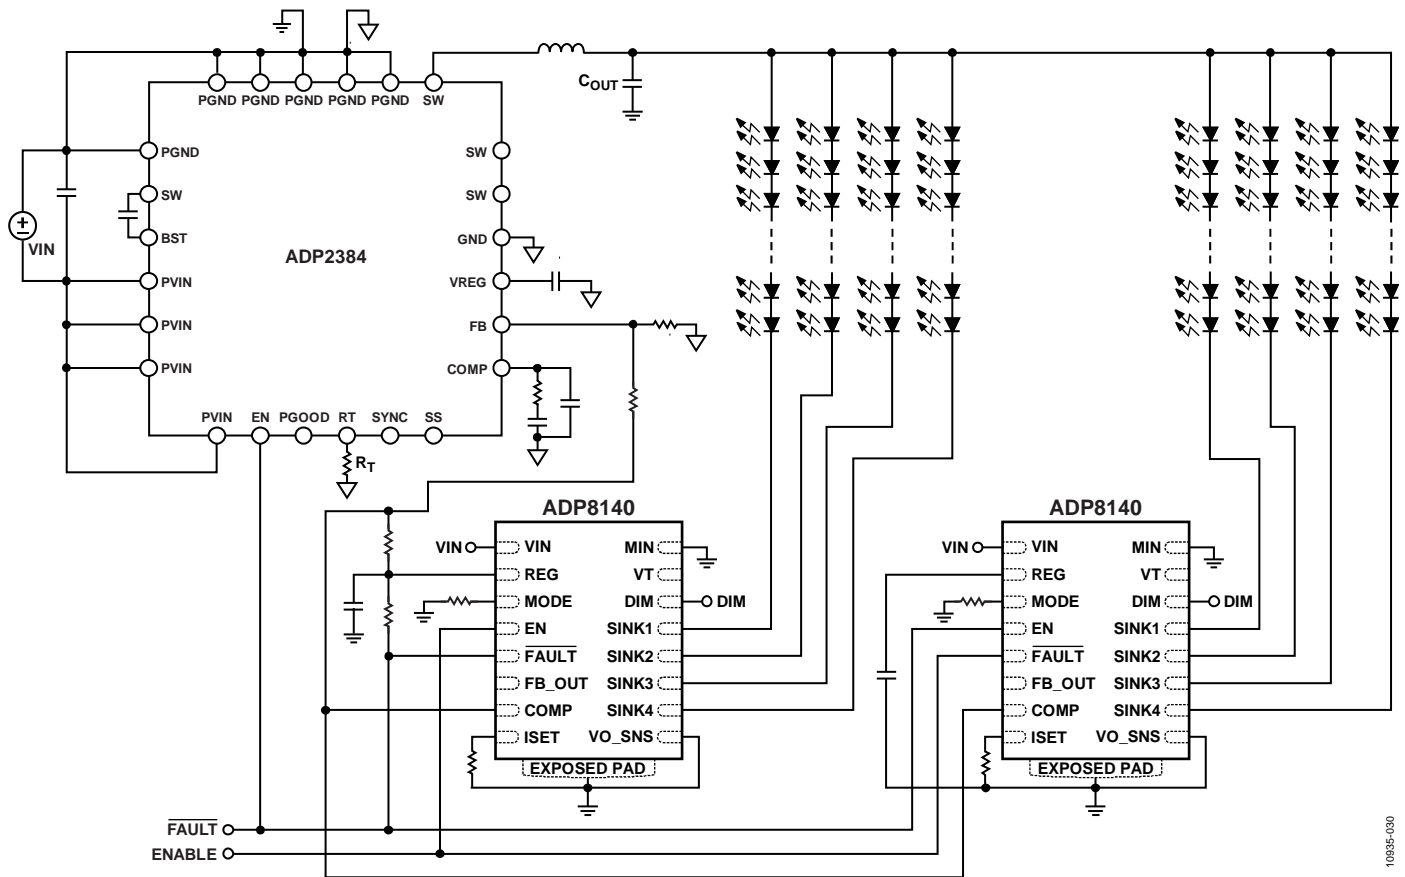 PGND PGND PGND PGND PGND SW
C_OUT
PGND
SW
BST
PVIN
PVIN
PVIN
VIN
ADP2384
SW
SW
GND
VREG
FB
COMP
PVIN EN PGOOD RT SYNC SS
R_T
ADP8140
VIN
VIN
REG
MODE
EN
FAULT
FB_OUT
COMP
ISET
MIN
VT
DIM
DIM
SINK1
SINK2
SINK3
SINK4
VO_SNS
EXPOSED PAD
ADP8140
VIN
VIN
REG
MODE
EN
FAULT
FB_OUT
COMP
ISET
MIN
VT
DIM
DIM
SINK1
SINK2
SINK3
SINK4
VO_SNS
EXPOSED PAD
FAULT
ENABLE
10935-030